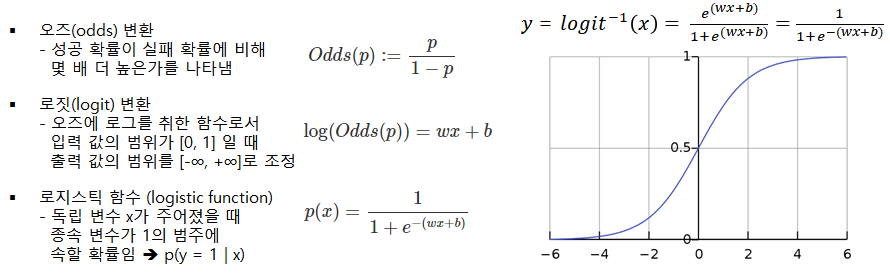 ▪ 오즈(odds) 변환
- 성공 확률이 실패 확률에 비해
몇 배 더 높은가를 나타냄
Odds(p) := p / (1 − p)
▪ 로짓(logit) 변환
- 오즈에 로그를 취한 함수로서
입력 값의 범위가 [0, 1] 일 때
출력 값의 범위를 [-∞, +∞]로 조정
log(Odds(p)) = wx + b
▪ 로지스틱 함수 (logistic function)
- 독립 변수 x가 주어졌을 때
종속 변수가 1의 범주에
속할 확률임 ➔ p(y = 1 | x)
p(x) = 1 / (1 + e^−(wx+b))
y = logit^−1(x) = e^(wx+b) / (1+e^(wx+b)) = 1 / (1+e^−(wx+b))
1
0.5
0
−6 −4 −2 0 2 4 6